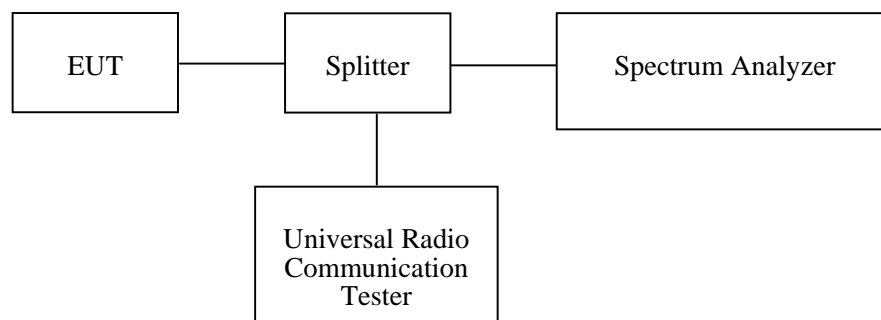 EUT
Splitter
Spectrum Analyzer
Universal Radio
Communication
Tester